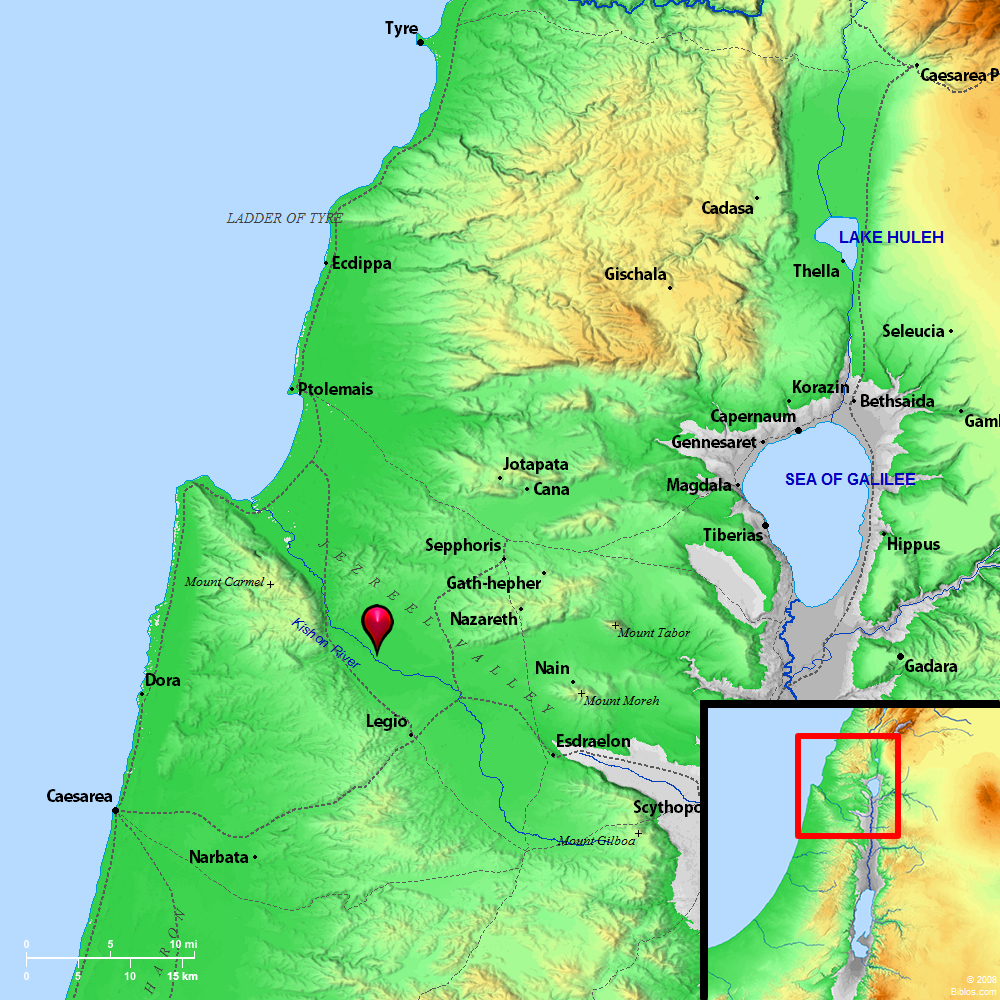 Tyre
Caesarea P
Cadasa
LADDER OF TYRE
LAKE HULEH
Ecdippa
Thella
Gischala
Seleucia
Ptolemais
Korazin
Bethsaida
Capernaum
Gaml
Gennesaret
Jotapata
SEA OF GALILEE
Magdala
Cana
Tiberias
Sepphoris
Hippus
JEZREEL VALLEY
Mount Carmel
Gath-hepher
Nazareth
Kishon River
Mount Tabor
Gadara
Nain
Dora
Mount Moreh
Legio
Esdraelon
Caesarea
Scythopo
Mount Gilboa
Narbata
HARON
0 5 10 mi
0 5 10 15 km
© 2008
Biblos.com